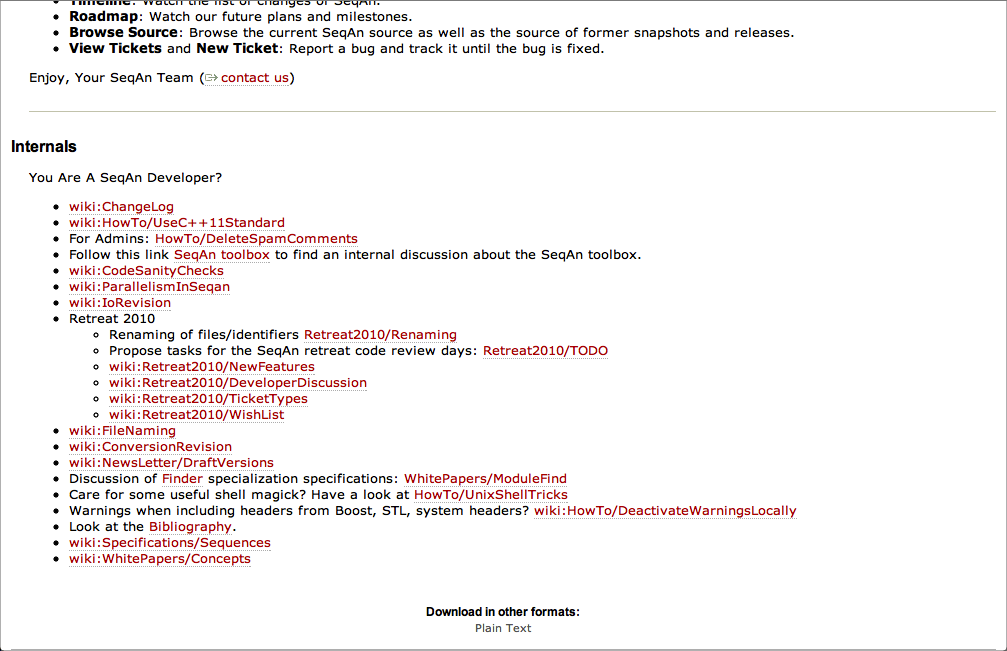 Timeline: Watch the list of changes of SeqAn.
Roadmap: Watch our future plans and milestones.
Browse Source: Browse the current SeqAn source as well as the source of former snapshots and releases.
View Tickets and New Ticket: Report a bug and track it until the bug is fixed.
Enjoy, Your SeqAn Team (contact us)
Internals
You Are A SeqAn Developer?
wiki:ChangeLog
wiki:HowTo/UseC++11Standard
For Admins: HowTo/DeleteSpamComments
Follow this link SeqAn toolbox to find an internal discussion about the SeqAn toolbox.
wiki:CodeSanityChecks
wiki:ParallelismInSeqan
wiki:IoRevision
Retreat 2010
Renaming of files/identifiers Retreat2010/Renaming
Propose tasks for the SeqAn retreat code review days: Retreat2010/TODO
wiki:Retreat2010/NewFeatures
wiki:Retreat2010/DeveloperDiscussion
wiki:Retreat2010/TicketTypes
wiki:Retreat2010/WishList
wiki:FileNaming
wiki:ConversionRevision
wiki:NewsLetter/DraftVersions
Discussion of Finder specialization specifications: WhitePapers/ModuleFind
Care for some useful shell magick? Have a look at HowTo/UnixShellTricks
Warnings when including headers from Boost, STL, system headers? wiki:HowTo/DeactivateWarningsLocally
Look at the Bibliography.
wiki:Specifications/Sequences
wiki:WhitePapers/Concepts
Download in other formats:
Plain Text